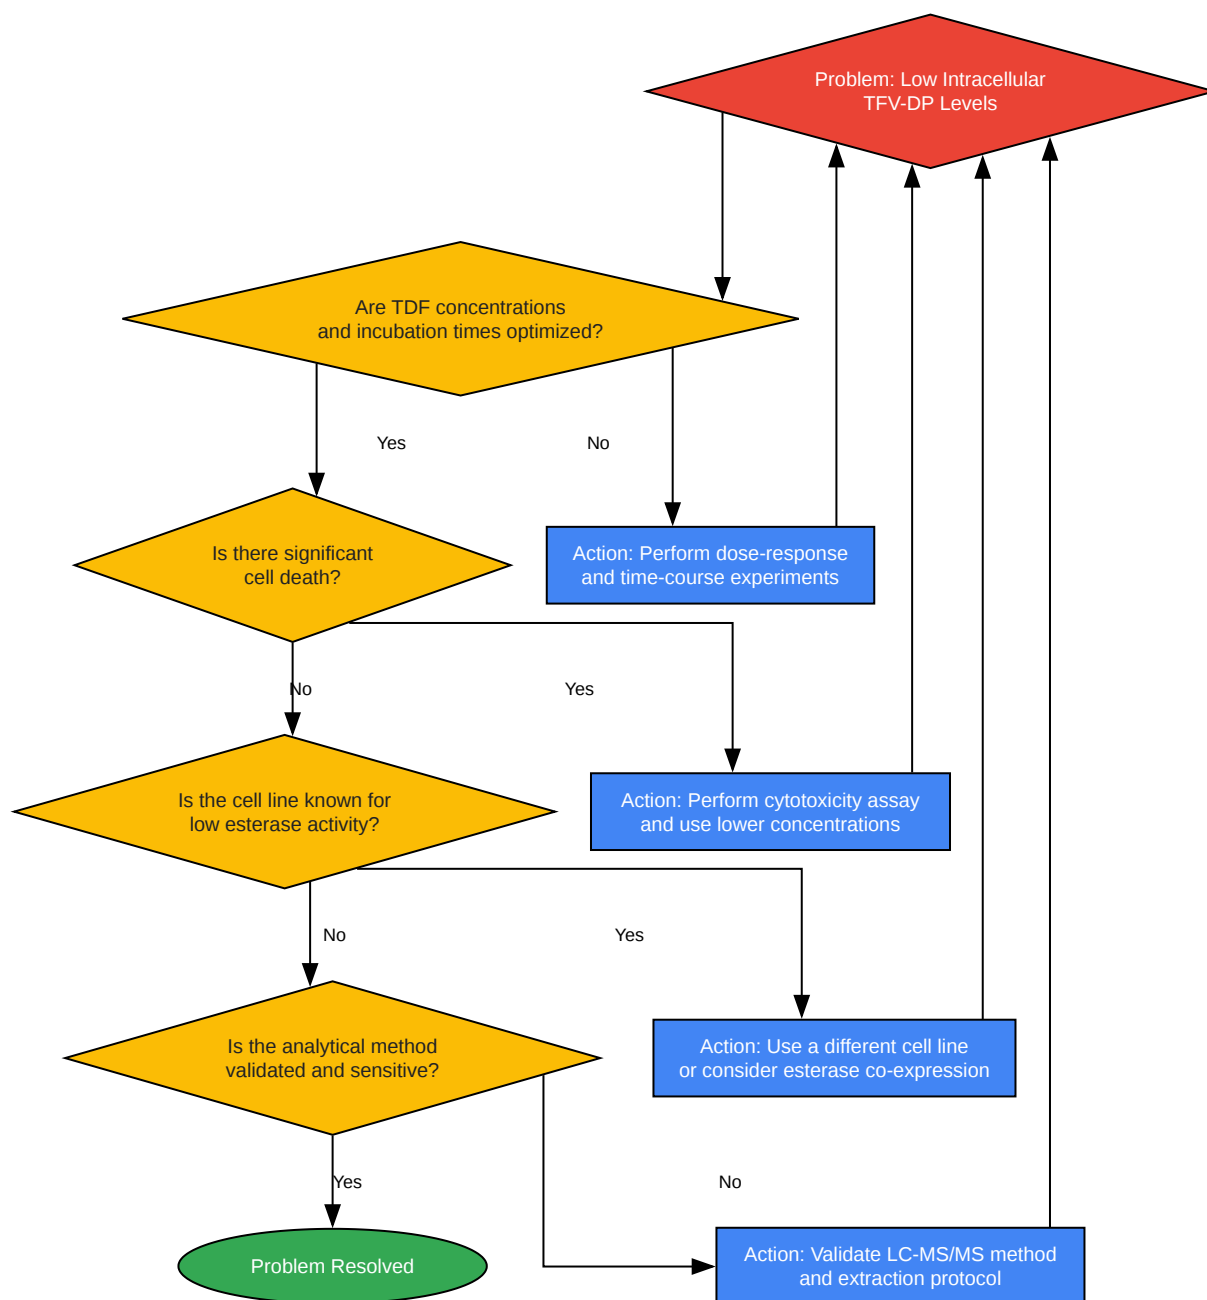 Problem: Low Intracellular
TFV-DP Levels
Are TDF concentrations
and incubation times optimized?
Yes
No
Is there significant
cell death?
Action: Perform dose-response
and time-course experiments
No
Yes
Is the cell line known for
low esterase activity?
Action: Perform cytotoxicity assay
and use lower concentrations
No
Yes
Is the analytical method
validated and sensitive?
Action: Use a different cell line
or consider esterase co-expression
Yes
No
Problem Resolved
Action: Validate LC-MS/MS method
and extraction protocol